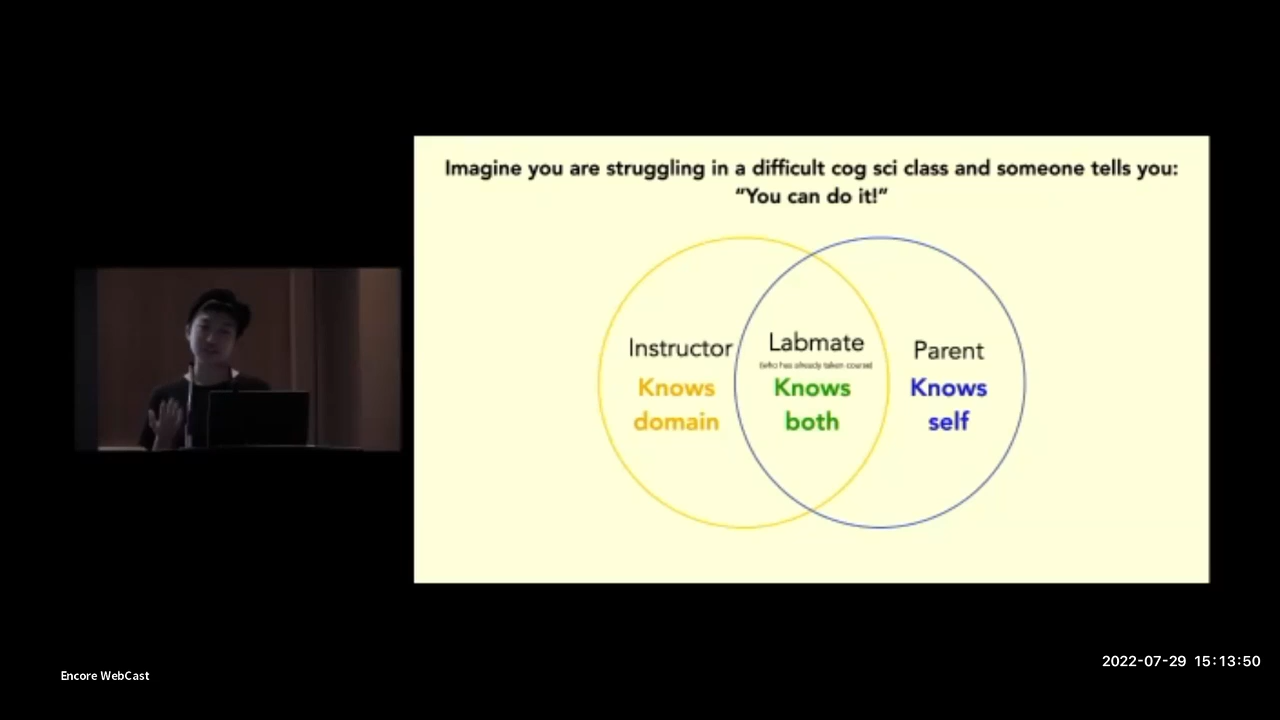 Imagine you are struggling in a difficult cog sci class and someone tells you:
“You can do it!”
Instructor
Knows
domain
Labmate
(who has already taken course)
Knows
both
Parent
Knows
self
Encore WebCast
2022-07-29 15:13:50